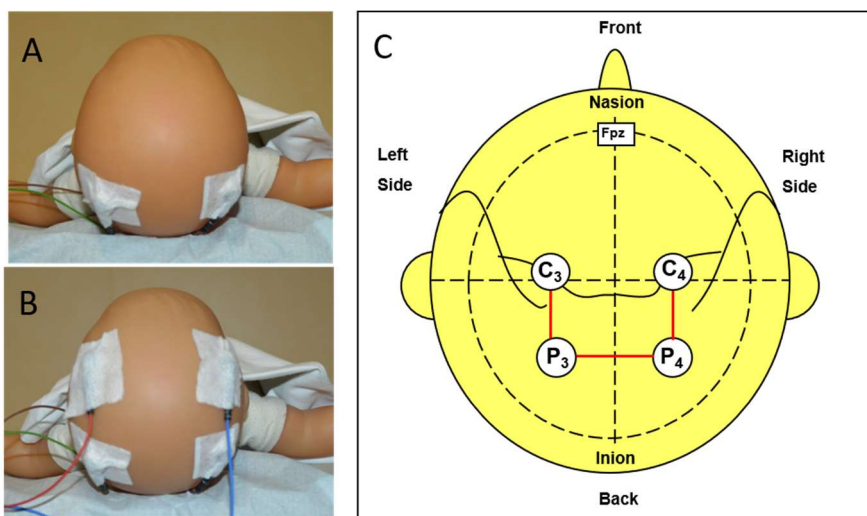 A
B
C
Front
Nasion
Fpz
Left
Side
Right
Side
C3
C4
P3
P4
Inion
Back